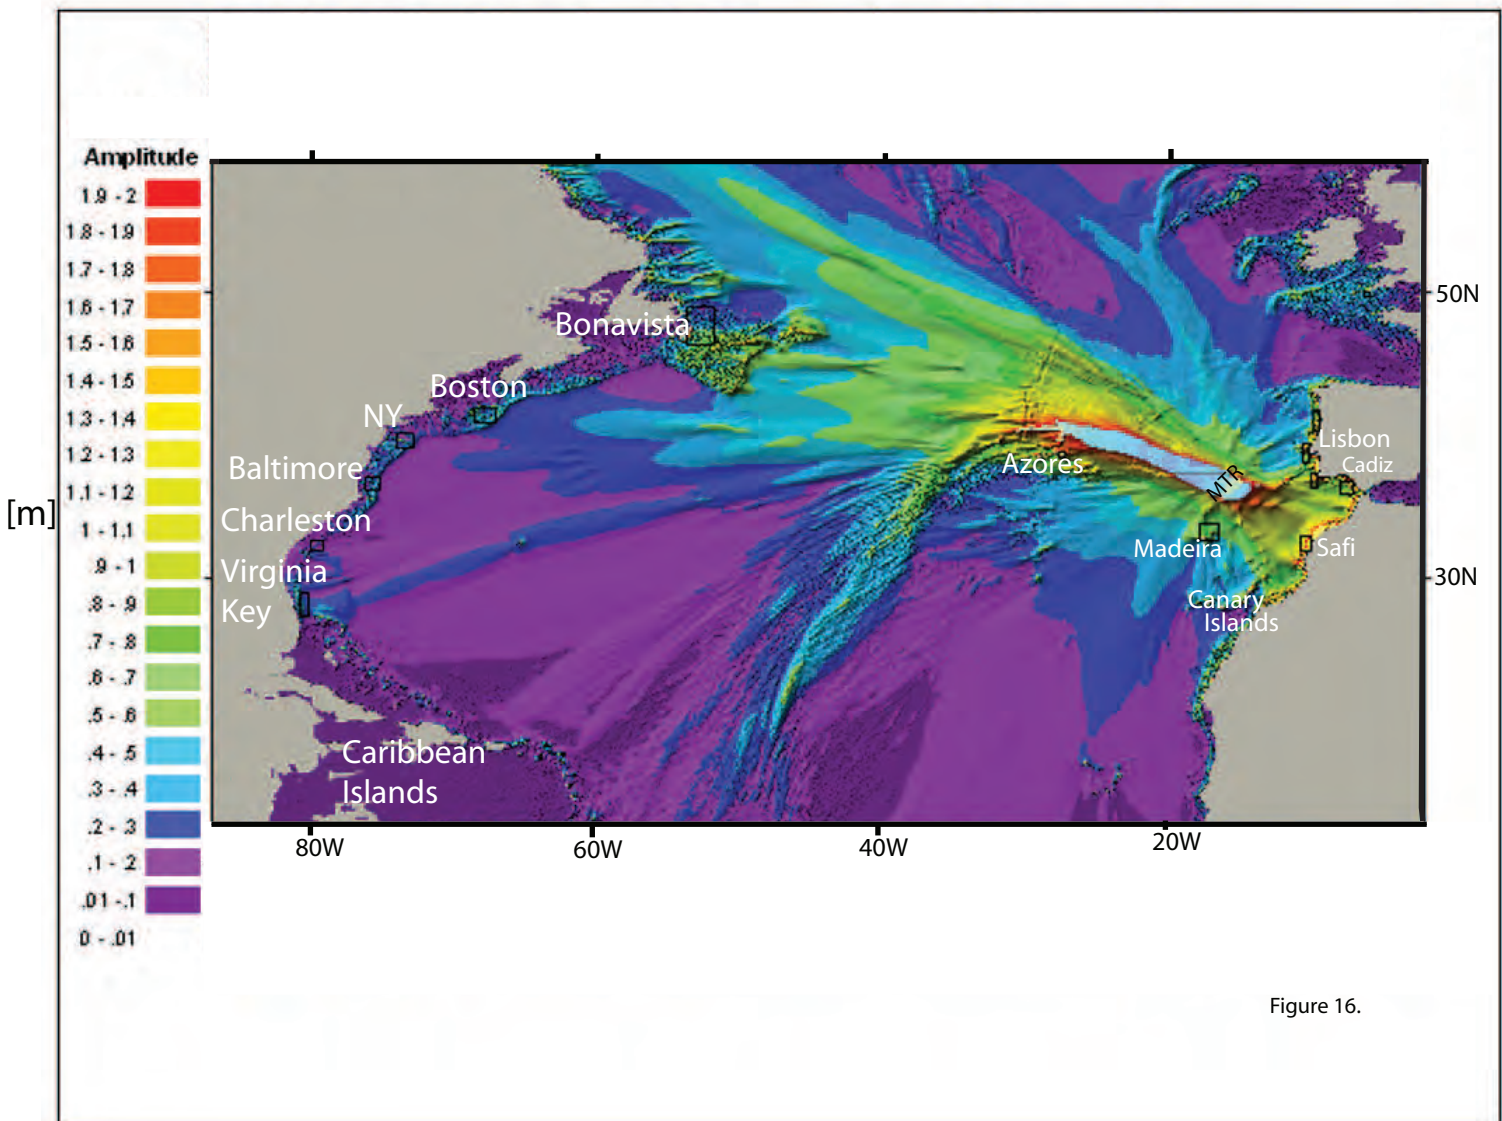 Amplitude
1.9 - 2
1.8 - 1.9
1.7 - 1.8
1.6 - 1.7
1.5 - 1.6
1.4 - 1.5
1.3 - 1.4
1.2 - 1.3
1.1 - 1.2
1 - 1.1
.9 - 1
.8 - .9
.7 - .8
.6 - .7
.5 - .6
.4 - .5
.3 - .4
.2 - .3
.1 - .2
.01 - .1
0 - .01
[m]
50N
Bonavista
Boston
NY
Lisbon
Cadiz
Azores
MTR
Baltimore
Charleston
Madeira
Safi
Virginia
Key
30N
Canary
Islands
Caribbean
Islands
80W
60W
40W
20W
Figure 16.